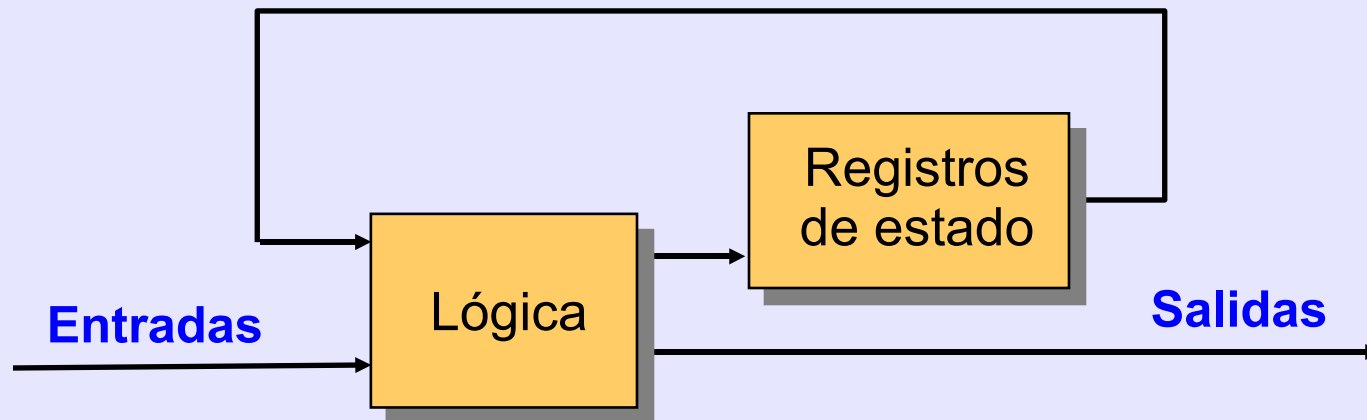 Registros
de estado
Lógica
Entradas
Salidas